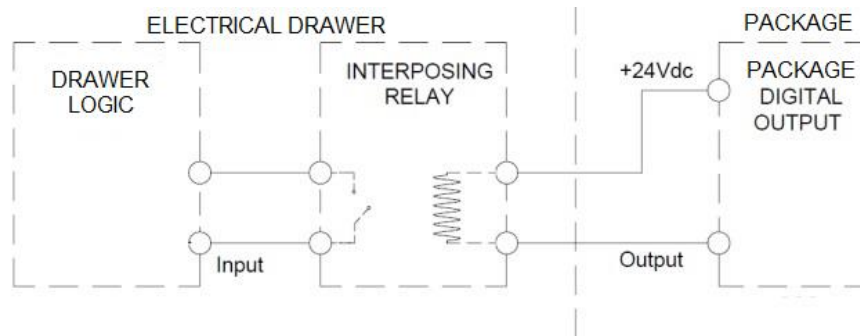 ELECTRICAL DRAWER
PACKAGE
DRAWER
LOGIC
INTERPOSING
RELAY
+24Vdc
PACKAGE
DIGITAL
OUTPUT
Input
Output